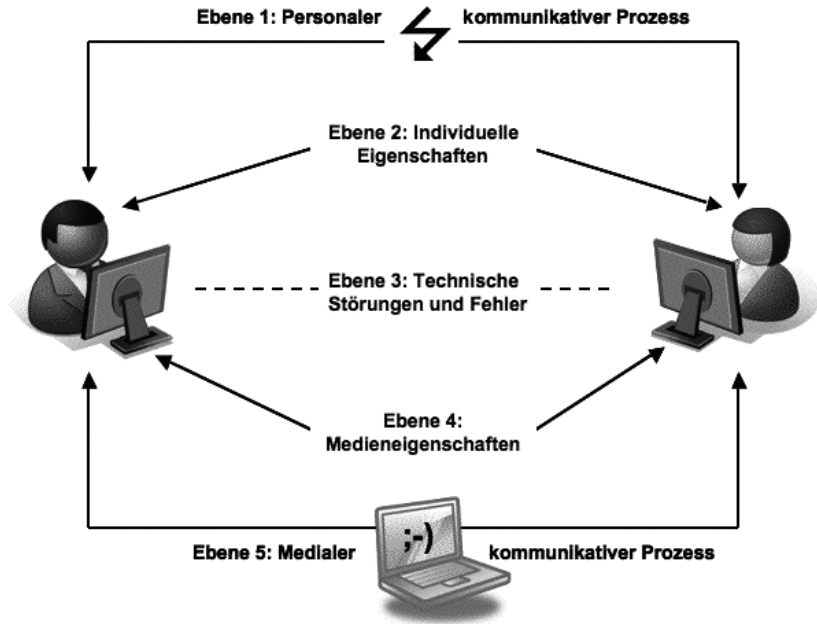 Ebene 1: Personaler kommunikativer Prozess
Ebene 2: Individuelle
Eigenschaften
Ebene 3: Technische
Störungen und Fehler
Ebene 4:
Medieneigenschaften
;-)
Ebene 5: Medialer kommunikativer Prozess